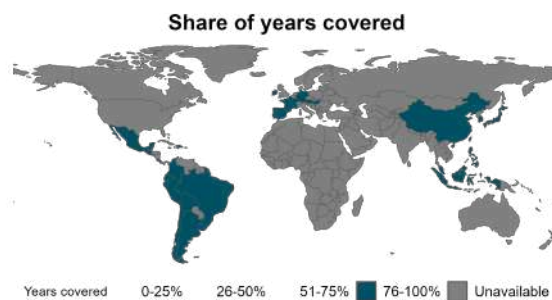 Share of years covered
Years covered 0-25% 26-50% 51-75% 76-100% Unavailable